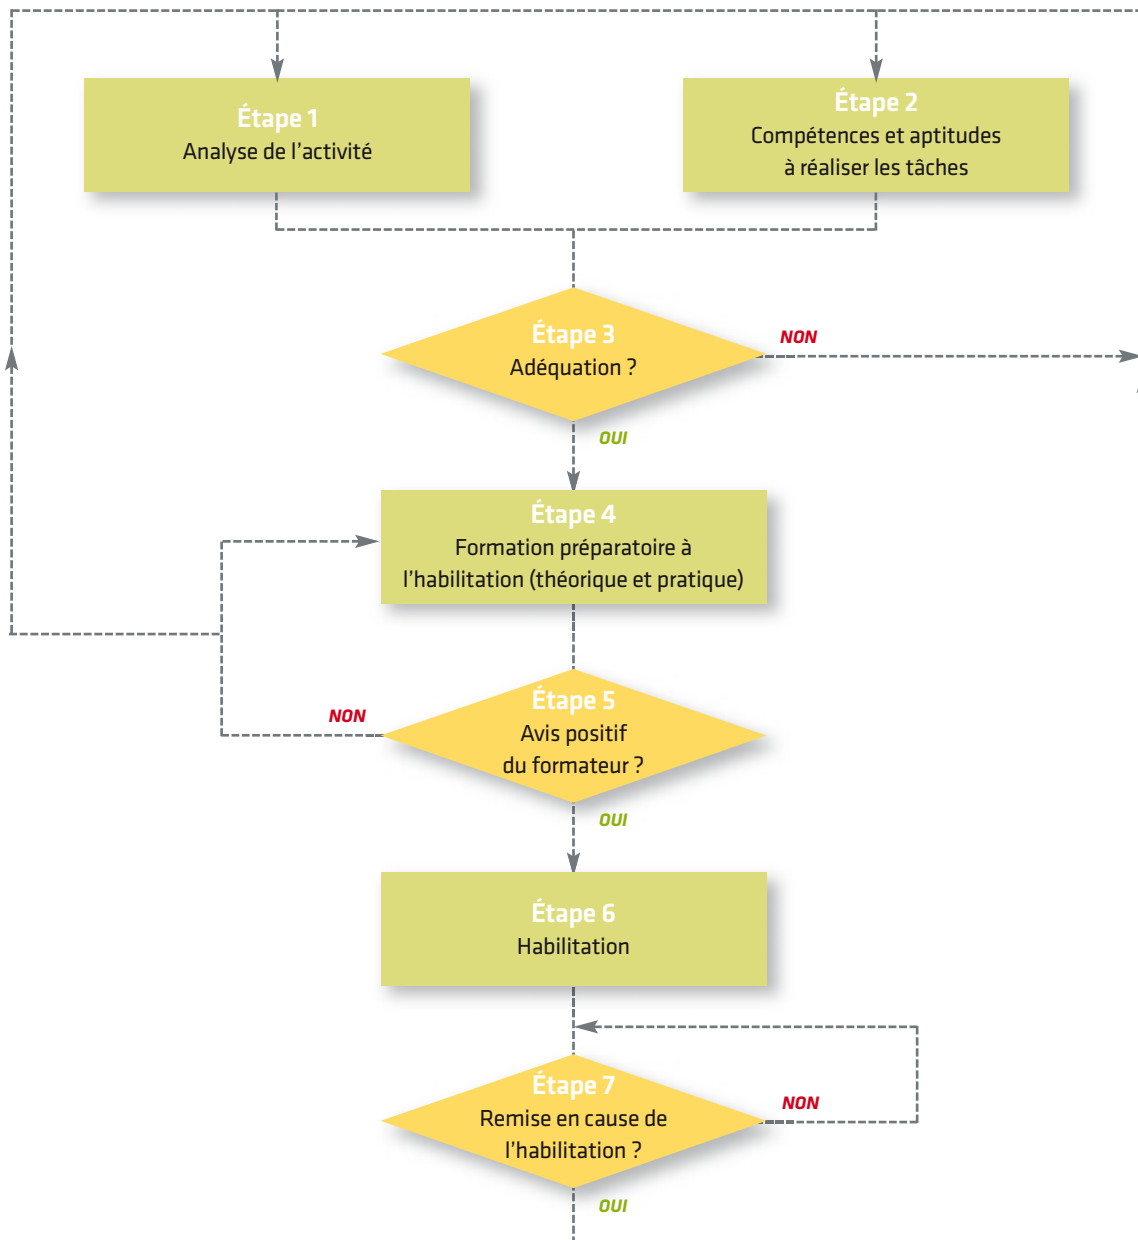 Étape 1
Analyse de l'activité
Étape 2
Compétences et aptitudes
à réaliser les tâches
Étape 3
Adéquation ?
NON
OUI
Étape 4
Formation préparatoire à
l'habilitation (théorique et pratique)
Étape 5
Avis positif
du formateur ?
NON
OUI
Étape 6
Habilitation
Étape 7
Remise en cause de
l'habilitation ?
NON
OUI